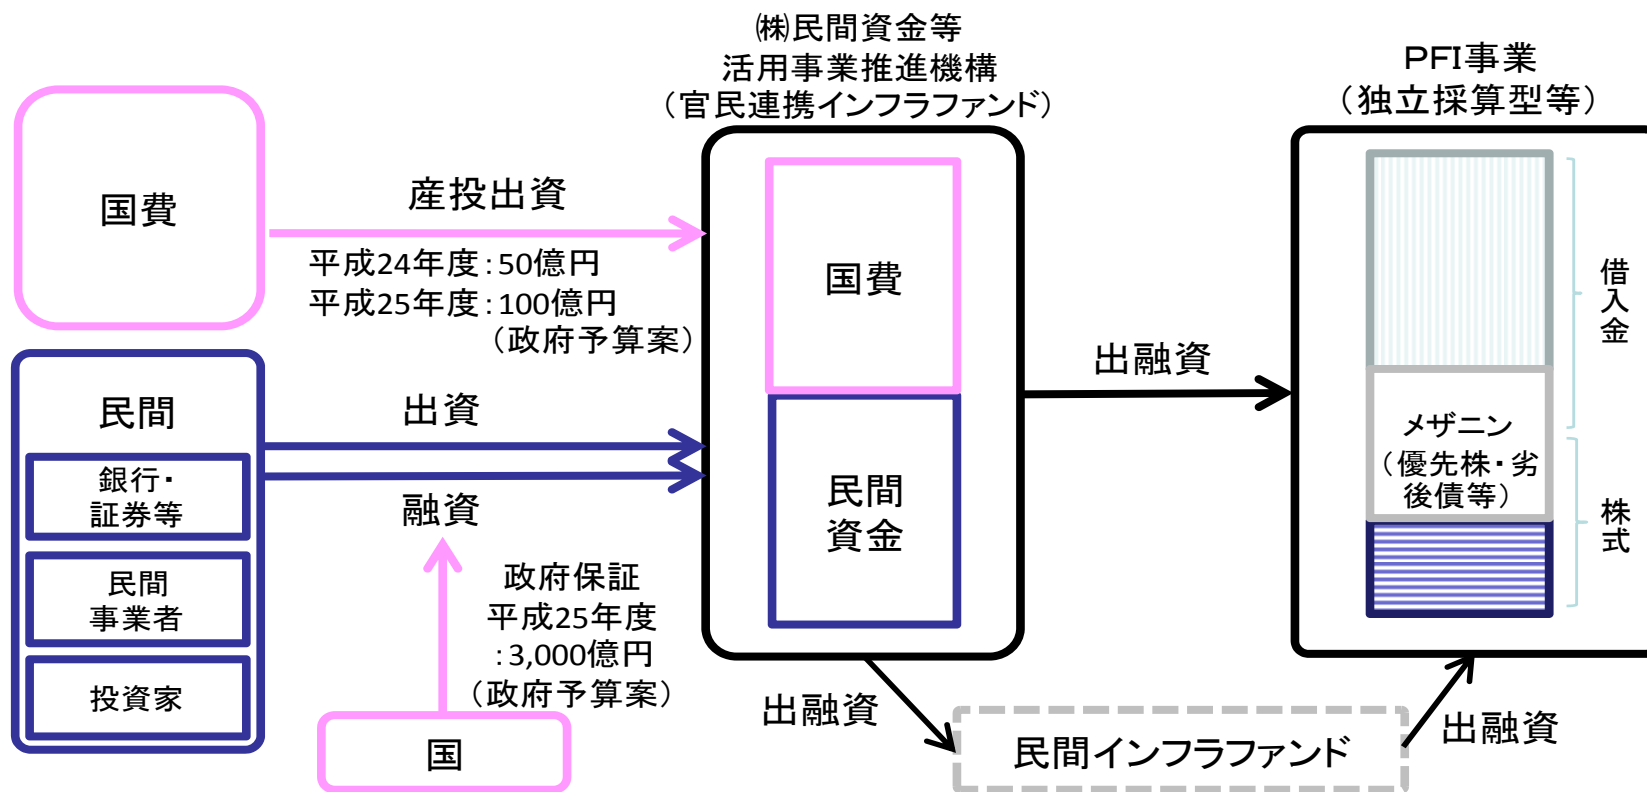 ㈱民間資金等
活用事業推進機構
（官民連携インフラファンド）
PFI事業
（独立採算型等）
国費
産投出資
平成24年度：50億円
平成25年度：100億円
（政府予算案）
民間
銀行・
証券等
民間
事業者
投資家
出資
融資
政府保証
平成25年度
：3,000億円
（政府予算案）
国
国費
民間
資金
出融資
借入金
メザニン
（優先株・劣
後債等）
株式
出融資
民間インフラファンド
出融資